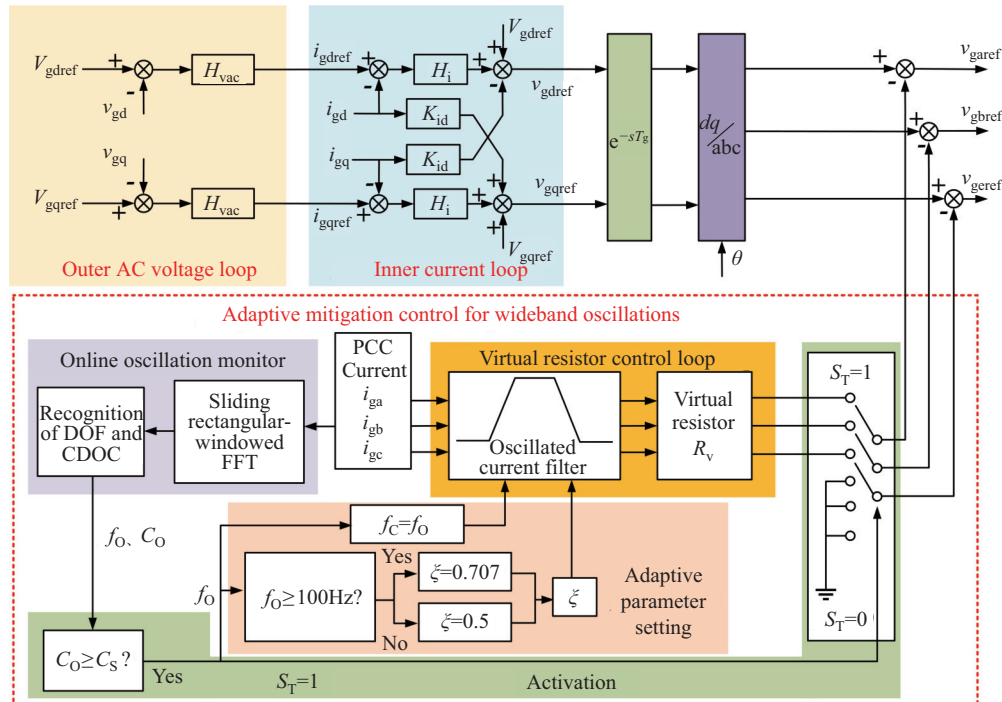 V_gdref
+
-
v_gd
H_vac
v_gq
-
V_gqref
+
H_vac
Outer AC voltage loop
i_gdref
+
-
H_i
+
+
-
V_gdref
v_gdref
i_gd
K_id
i_gq
K_id
-
i_gqref
+
H_i
+
+
+
v_gqref
V_gqref
Inner current loop
e^{-sT_g}
dq/abc
θ
+
-
v_garef
+
-
v_gbref
+
-
v_geref
Adaptive mitigation control for wideband oscillations
Online oscillation monitor
Recognition
of DOF and
CDOC
Sliding
rectangular-
windowed
FFT
PCC
Current
i_ga
i_gb
i_gc
Virtual resistor control loop
Oscillated
current filter
Virtual
resistor
R_v
S_T=1
S_T=0
f_O、C_O
f_O
f_C=f_O
f_O≥100Hz?
Yes
No
ξ=0.707
ξ=0.5
ξ
Adaptive
parameter
setting
C_O≥C_S?
Yes
S_T=1
Activation